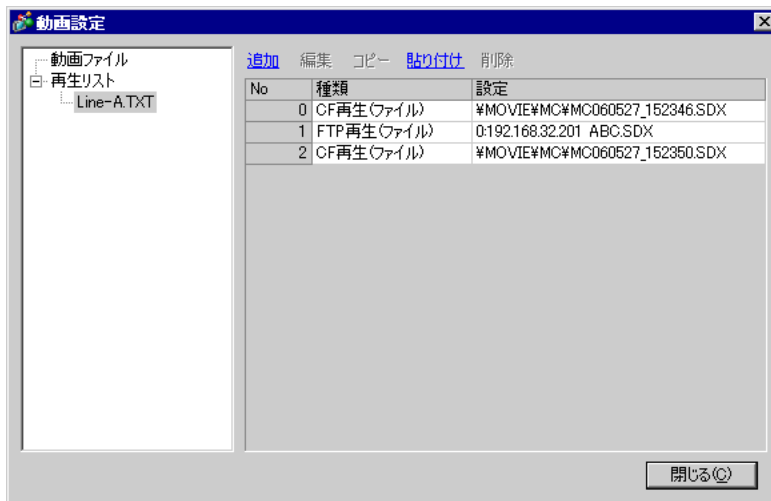 動画設定
動画ファイル
再生リスト
Line-A.TXT
追加 編集 コピー 貼り付け 削除
No 種類 設定
0 CF再生(ファイル) ¥MOVIE¥MC¥MC060527_152346.SDX
1 FTP再生(ファイル) 0:192.168.32.201 ABC.SDX
2 CF再生(ファイル) ¥MOVIE¥MC¥MC060527_152350.SDX
閉じる(C)